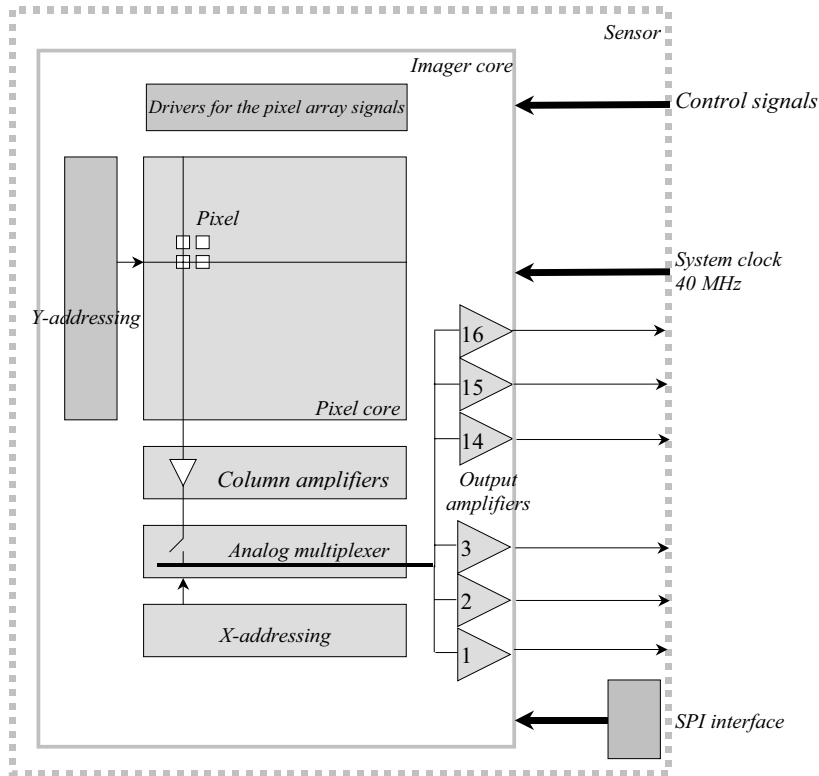 Sensor
Imager core
Drivers for the pixel array signals
Control signals
Pixel
System clock
40 MHz
Y-addressing
16
15
Pixel core
14
Column amplifiers
Output
amplifiers
Analog multiplexer
3
2
X-addressing
1
SPI interface